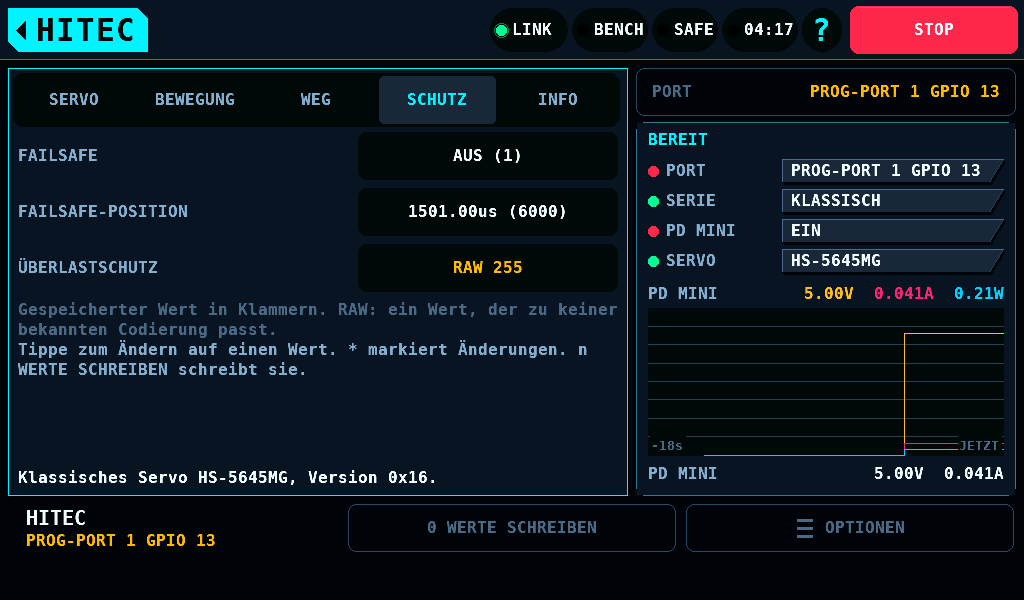 HITEC
LINK
BENCH
SAFE
04:17
?
STOP
SERVO
BEWEGUNG
WEG
SCHUTZ
INFO
FAILSAFE
AUS (1)
FAILSAFE-POSITION
1501.00us (6000)
ÜBERLASTSCHUTZ
RAW 255
Gespeicherter Wert in Klammern. RAW: ein Wert, der zu keiner
bekannten Codierung passt.
Tippe zum Ändern auf einen Wert. * markiert Änderungen. n
WERTE SCHREIBEN schreibt sie.
Klassisches Servo HS-5645MG, Version 0x16.
PORT
PROG-PORT 1 GPIO 13
BEREIT
PORT
PROG-PORT 1 GPIO 13
SERIE
KLASSISCH
PD MINI
EIN
SERVO
HS-5645MG
PD MINI
5.00V
0.041A
0.21W
-18s
JETZT
PD MINI
5.00V
0.041A
HITEC
PROG-PORT 1 GPIO 13
0 WERTE SCHREIBEN
OPTIONEN